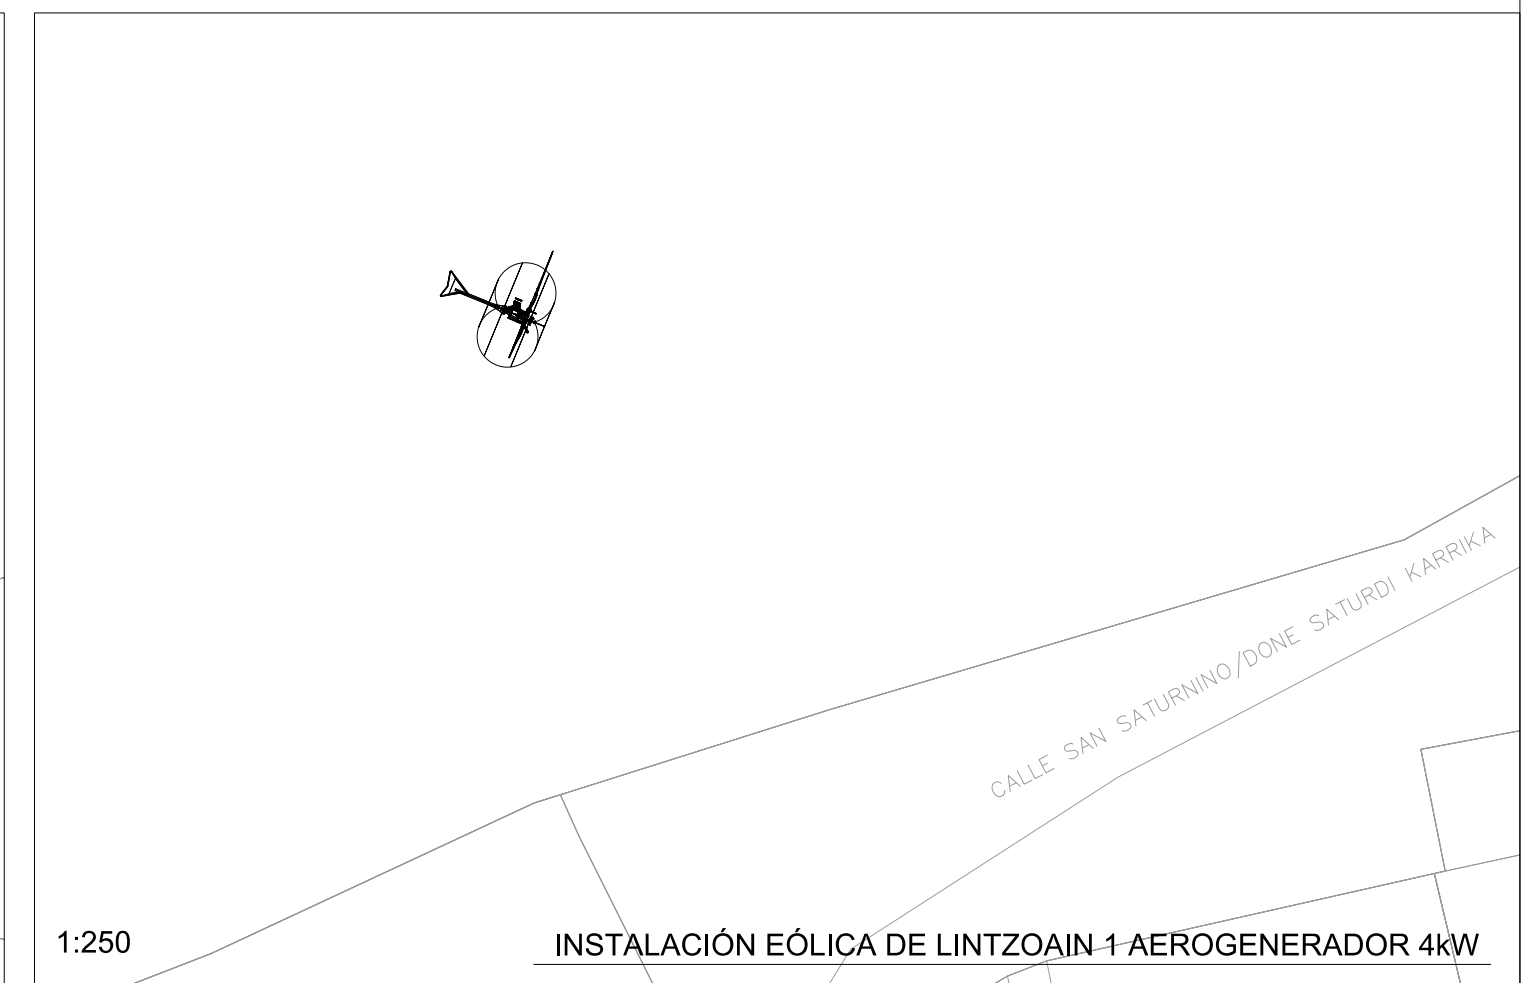 CALLE SAN SATURNINO/DONE SATURDI KARRIKA
1:250
INSTALACIÓN EÓLICA DE LINTZOAIN 1 AEROGENERADOR 4kW